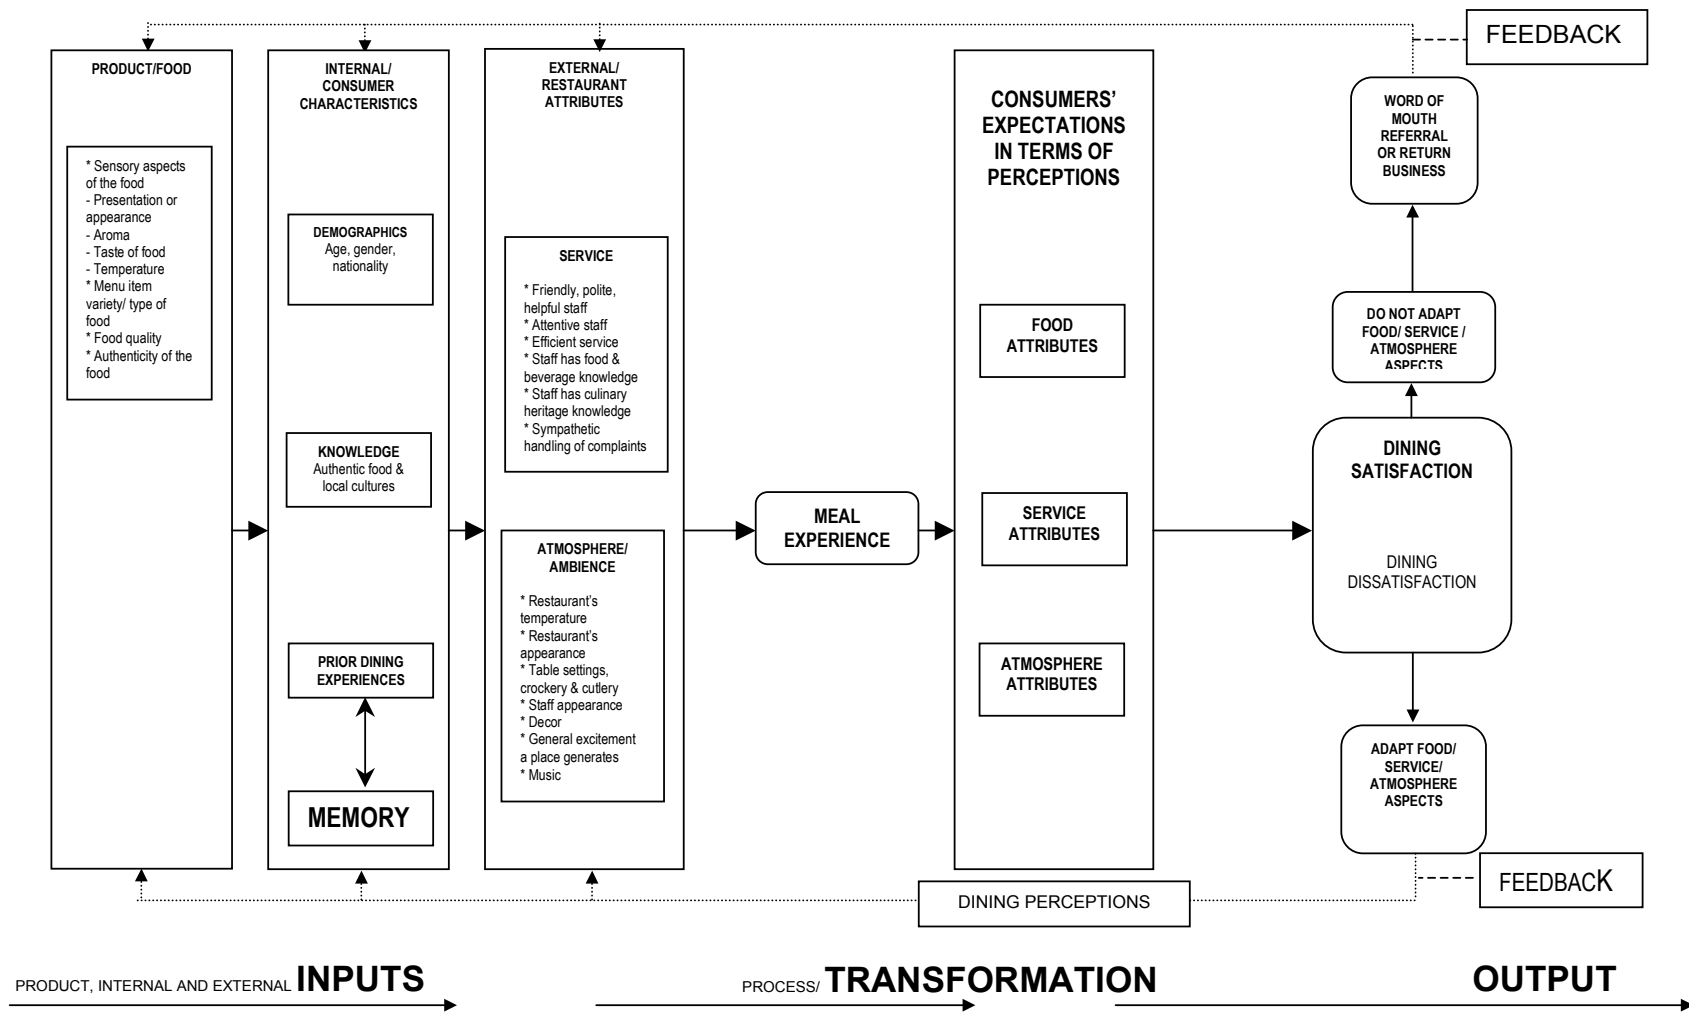 FEEDBACK
PRODUCT/FOOD
* Sensory aspects
of the food
- Presentation or
appearance
- Aroma
- Taste of food
- Temperature
* Menu item
variety/ type of
food
* Food quality
* Authenticity of the
food
INTERNAL/
CONSUMER
CHARACTERISTICS
DEMOGRAPHICS
Age, gender,
nationality
KNOWLEDGE
Authentic food &
local cultures
PRIOR DINING
EXPERIENCES
MEMORY
EXTERNAL/
RESTAURANT
ATTRIBUTES
SERVICE
* Friendly, polite,
helpful staff
* Attentive staff
* Efficient service
* Staff has food &
beverage knowledge
* Staff has culinary
heritage knowledge
* Sympathetic
handling of complaints
ATMOSPHERE/
AMBIENCE
* Restaurant’s
temperature
* Restaurant’s
appearance
* Table settings,
crockery & cutlery
* Staff appearance
* Decor
* General excitement
a place generates
* Music
MEAL
EXPERIENCE
CONSUMERS’
EXPECTATIONS
IN TERMS OF
PERCEPTIONS
FOOD
ATTRIBUTES
SERVICE
ATTRIBUTES
ATMOSPHERE
ATTRIBUTES
WORD OF
MOUTH
REFERRAL
OR RETURN
BUSINESS
DO NOT ADAPT
FOOD/ SERVICE /
ATMOSPHERE
ASPECTS
DINING
SATISFACTION
DINING
DISSATISFACTION
ADAPT FOOD/
SERVICE/
ATMOSPHERE
ASPECTS
FEEDBACK
DINING PERCEPTIONS
PRODUCT, INTERNAL AND EXTERNAL INPUTS
PROCESS/ TRANSFORMATION
OUTPUT